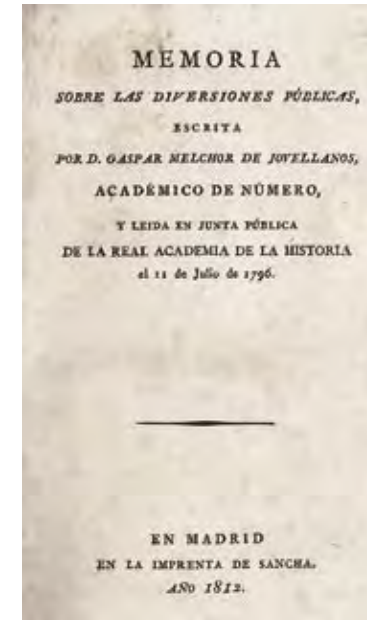 MEMORIA
SOBRE LAS DIVERSIONES PÚBLICAS,
ESCRITA
POR D. GASPAR MELCHOR DE JOVELLANOS,
ACADÉMICO DE NÚMERO,
Y LEIDA EN JUNTA PÚBLICA
DE LA REAL ACADEMIA DE LA HISTORIA
el 11 de Julio de 1796.
EN MADRID
EN LA IMPRENTA DE SANCHA.
AÑO 1812.